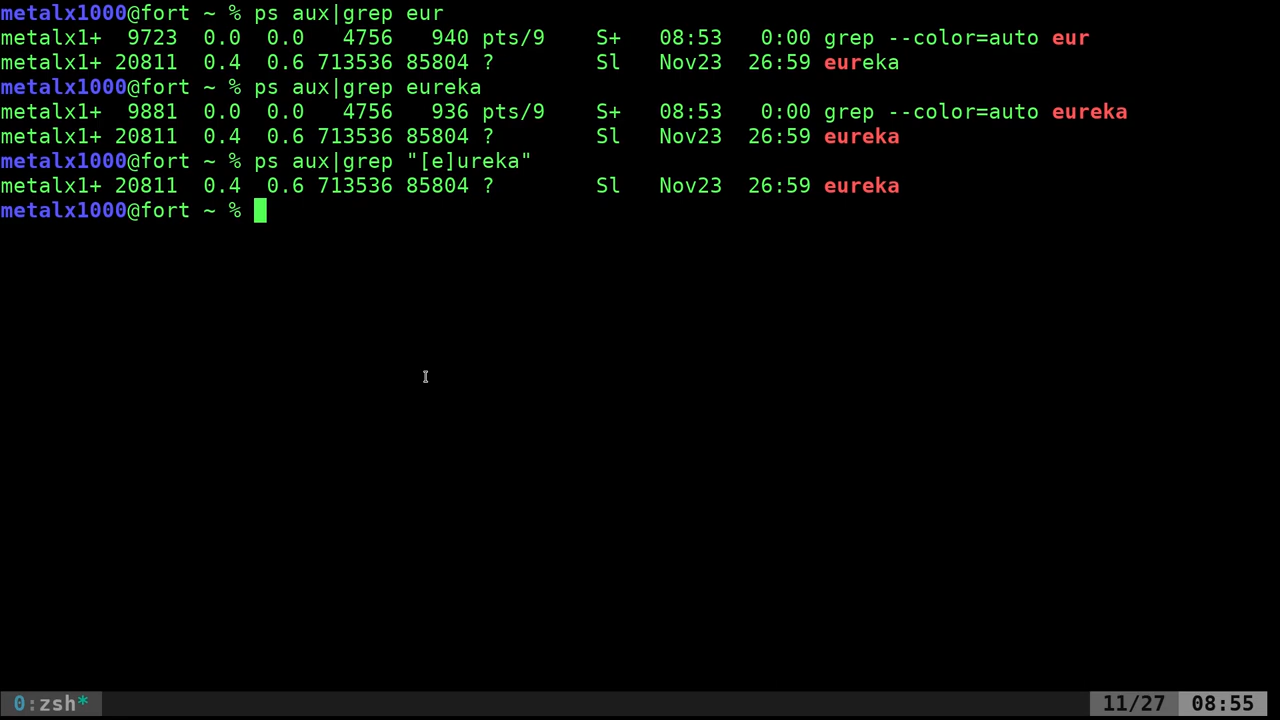 metalx1000@fort ~ % ps aux|grep eur
metalx1+  9723  0.0  0.0   4756   940 pts/9    S+   08:53   0:00 grep --color=auto eur
metalx1+ 20811  0.4  0.6 713536 85804 ?        Sl   Nov23  26:59 eureka
metalx1000@fort ~ % ps aux|grep eureka
metalx1+  9881  0.0  0.0   4756   936 pts/9    S+   08:53   0:00 grep --color=auto eureka
metalx1+ 20811  0.4  0.6 713536 85804 ?        Sl   Nov23  26:59 eureka
metalx1000@fort ~ % ps aux|grep "[e]ureka"
metalx1+ 20811  0.4  0.6 713536 85804 ?        Sl   Nov23  26:59 eureka
metalx1000@fort ~ %
0:zsh* 11/27 08:55